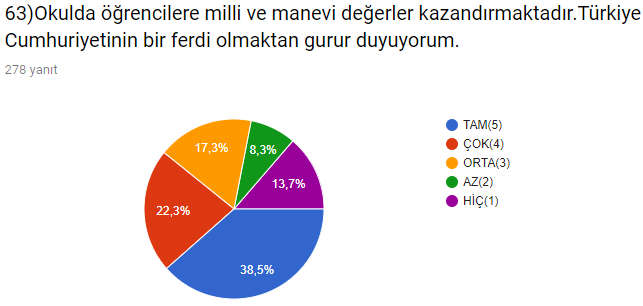 63)Okulda öğrencilere milli ve manevi değerler kazandırmaktadır.Türkiye
Cumhuriyetinin bir ferdi olmaktan gurur duyuyorum.
278 yanıt
17,3%
8,3%
13,7%
22,3%
38,5%
TAM(5)
ÇOK(4)
ORTA(3)
AZ(2)
HİÇ(1)